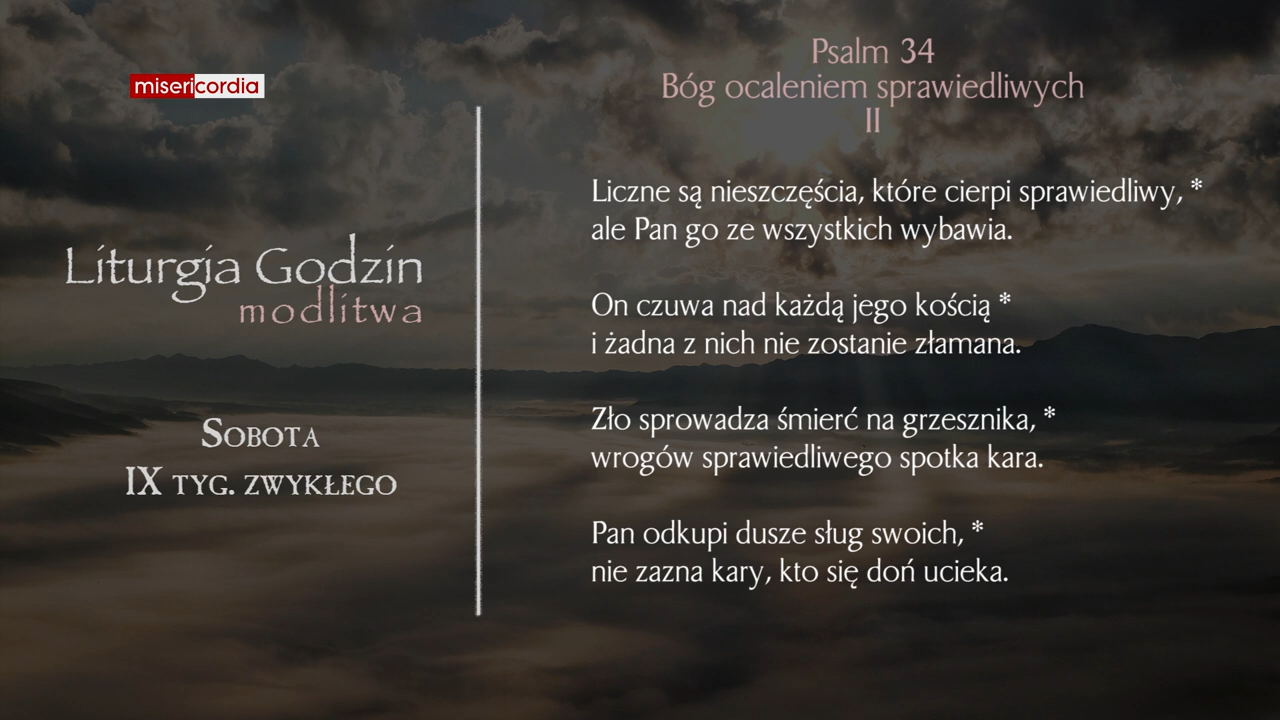 misericordia
Liturgia Godzin
modlitwa
Sobota
IX tyg. zwykłego
Psalm 34
Bóg ocaleniem sprawiedliwych
II
Liczne są nieszczęścia, które cierpi sprawiedliwy, *
ale Pan go ze wszystkich wybawia.
On czuwa nad każdą jego kością *
i żadna z nich nie zostanie złamana.
Zło sprowadza śmierć na grzesznika, *
wrogów sprawiedliwego spotka kara.
Pan odkupi dusze sług swoich, *
nie zazna kary, kto się doń ucieka.